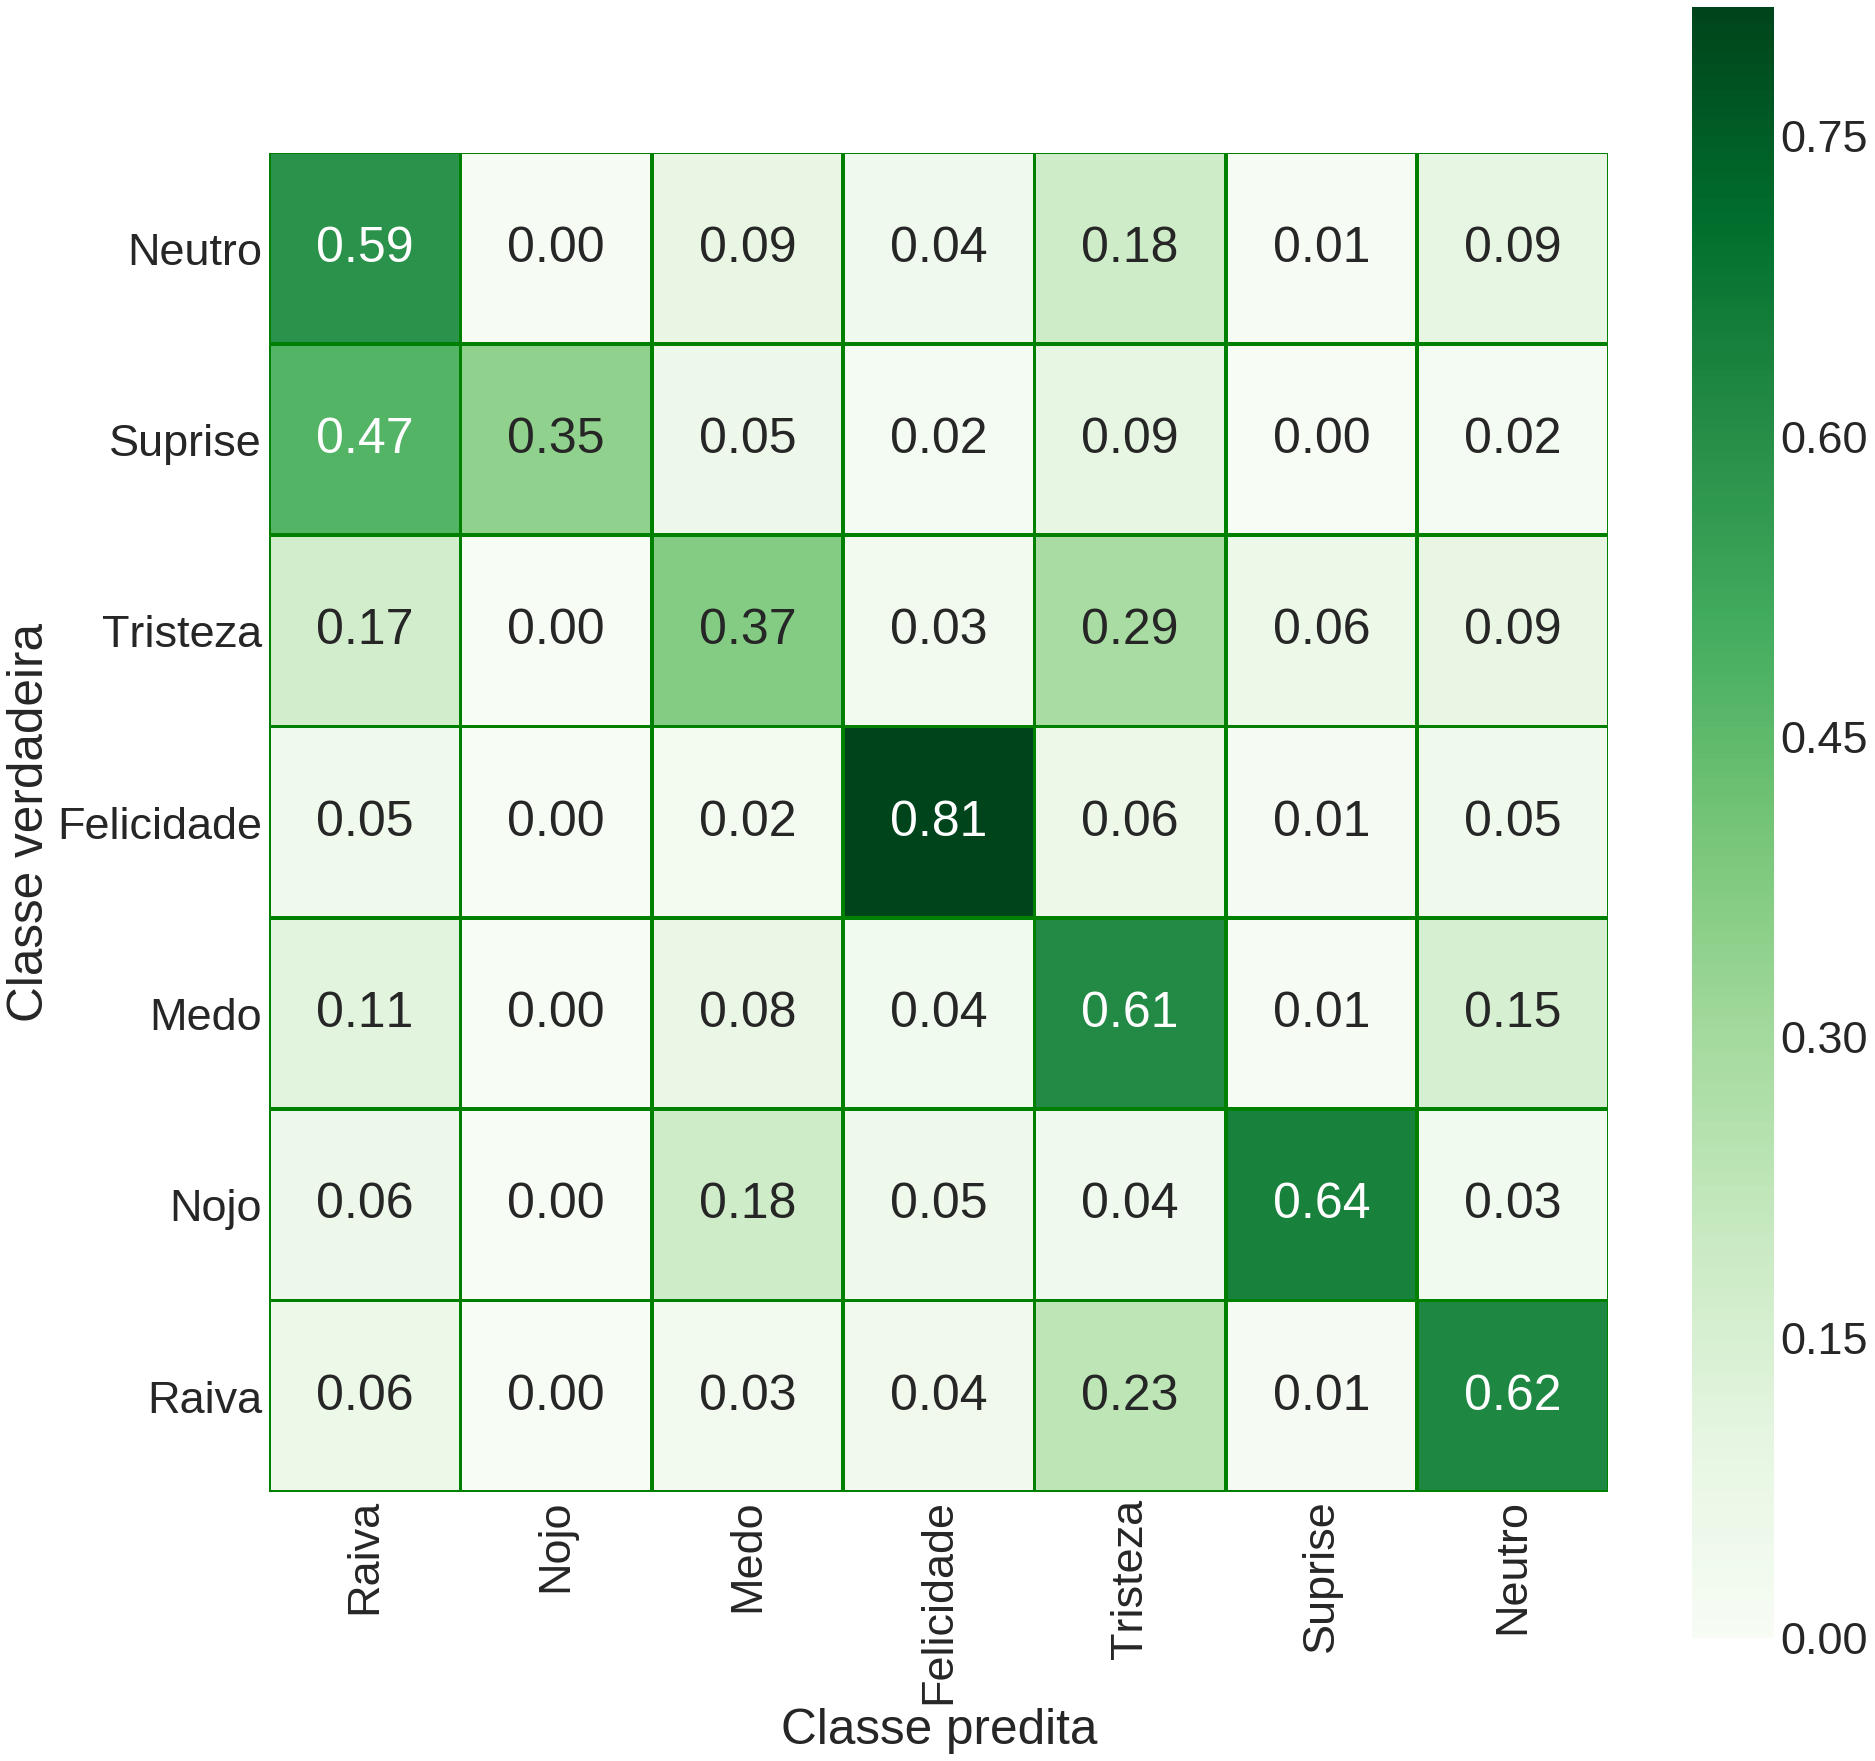 0.75
0.60
0.45
0.30
0.15
0.00
Classe verdadeira
Neutro 0.59 0.00 0.09 0.04 0.18 0.01 0.09
Suprise 0.47 0.35 0.05 0.02 0.09 0.00 0.02
Tristeza 0.17 0.00 0.37 0.03 0.29 0.06 0.09
Felicidade 0.05 0.00 0.02 0.81 0.06 0.01 0.05
Medo 0.11 0.00 0.08 0.04 0.61 0.01 0.15
Nojo 0.06 0.00 0.18 0.05 0.04 0.64 0.03
Raiva 0.06 0.00 0.03 0.04 0.23 0.01 0.62
Raiva Nojo Medo Felicidade Tristeza Suprise Neutro
Classe predita